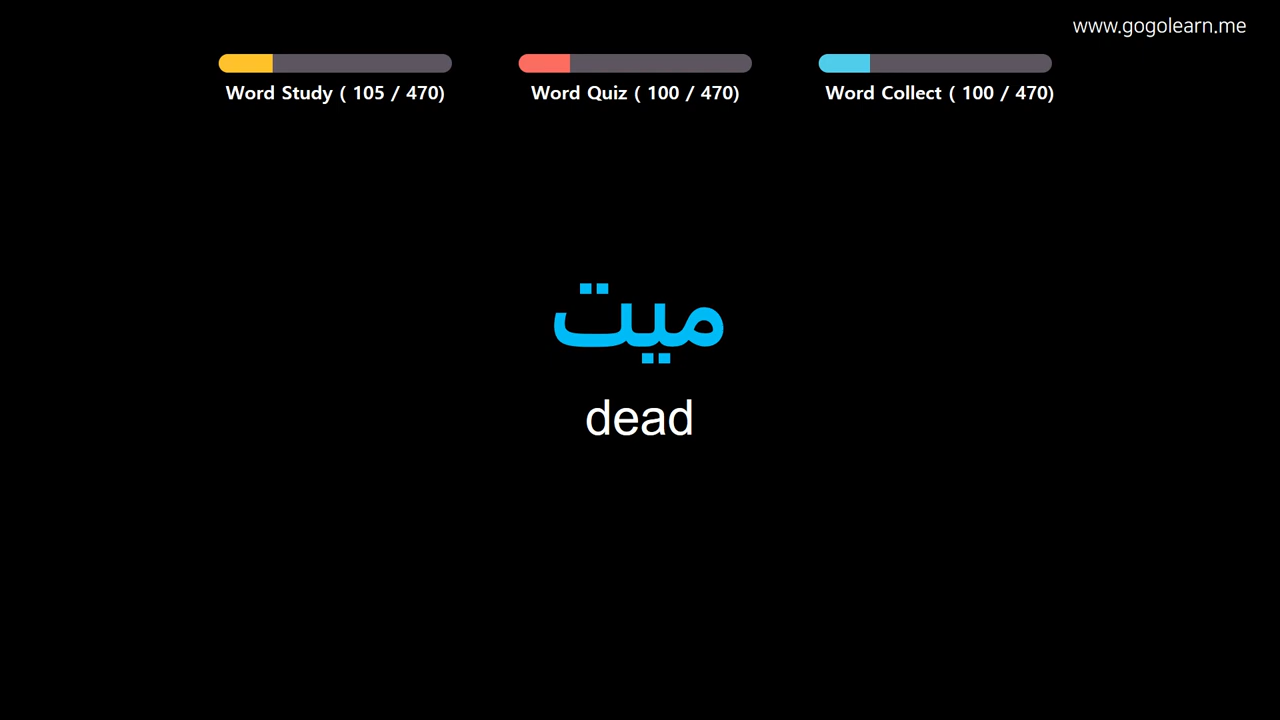 www.gogolearn.me
Word Study ( 105 / 470)
Word Quiz ( 100 / 470)
Word Collect ( 100 / 470)
ميت
dead